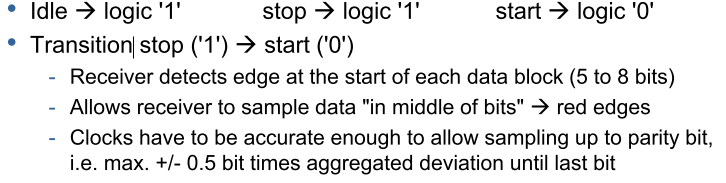 • Idle → logic '1' stop → logic '1' start → logic '0'
• Transition stop ('1') → start ('0')
- Receiver detects edge at the start of each data block (5 to 8 bits)
- Allows receiver to sample data "in middle of bits" → red edges
- Clocks have to be accurate enough to allow sampling up to parity bit,
i.e. max. +/- 0.5 bit times aggregated deviation until last bit